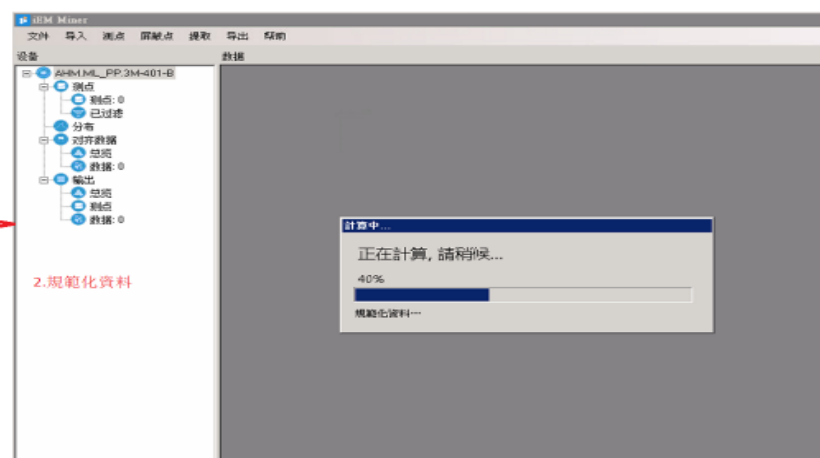 iEM Miner
文件 导入 测点 屏蔽点 提取 导出 帮助
设备 数据
AHM.ML_PP.3M-401-B
测点
测点: 0
已过滤
分布
对齐数据
总览
数据: 0
输出
总览
测点
数据: 0
2.規範化資料
計算中...
正在計算, 請稍候...
40%
規範化資料...